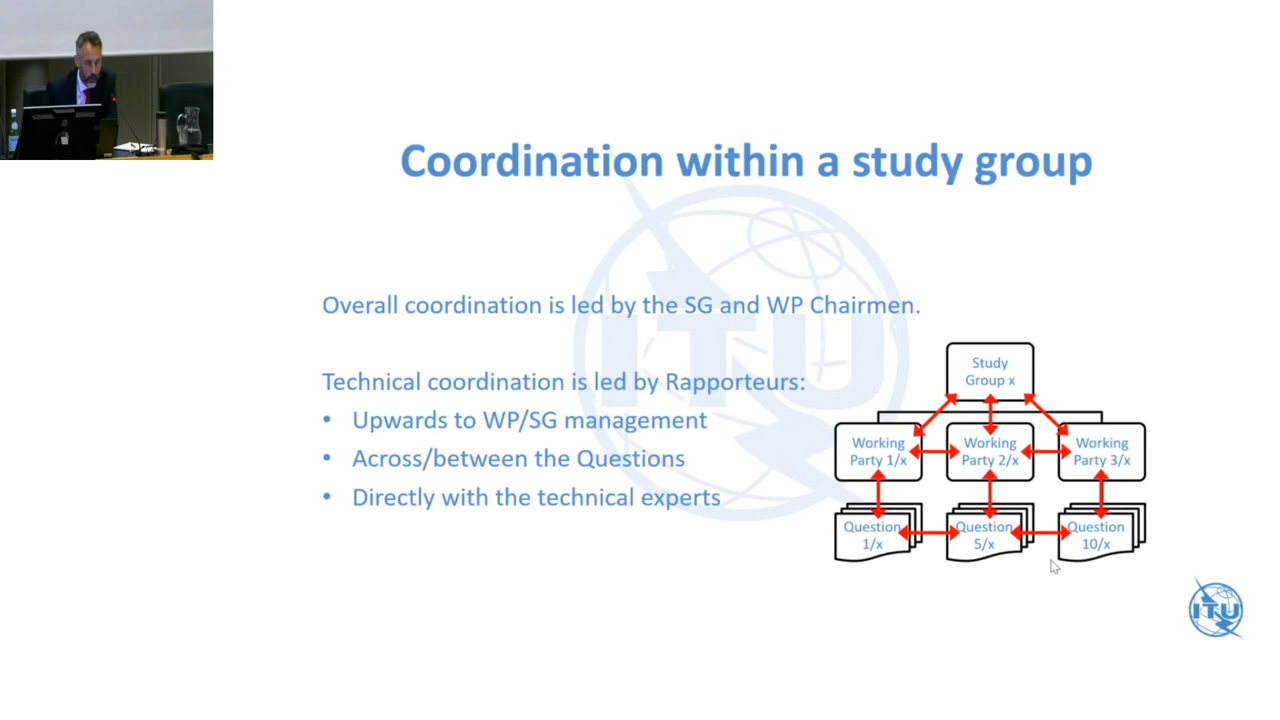 Coordination within a study group
Overall coordination is led by the SG and WP Chairmen.
Technical coordination is led by Rapporteurs:
• Upwards to WP/SG management
• Across/between the Questions
• Directly with the technical experts
Study
Group x
Working
Party 1/x
Working
Party 2/x
Working
Party 3/x
Question
1/x
Question
5/x
Question
10/x
ITU
ITU